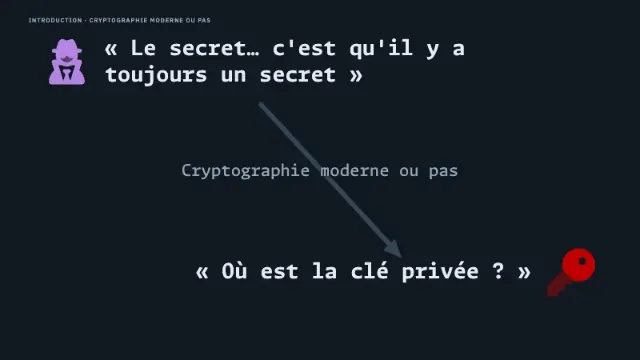 INTRODUCTION - CRYPTOGRAPHIE MODERNE OU PAS
« Le secret… c'est qu'il y a
toujours un secret »
Cryptographie moderne ou pas
« Où est la clé privée ? »